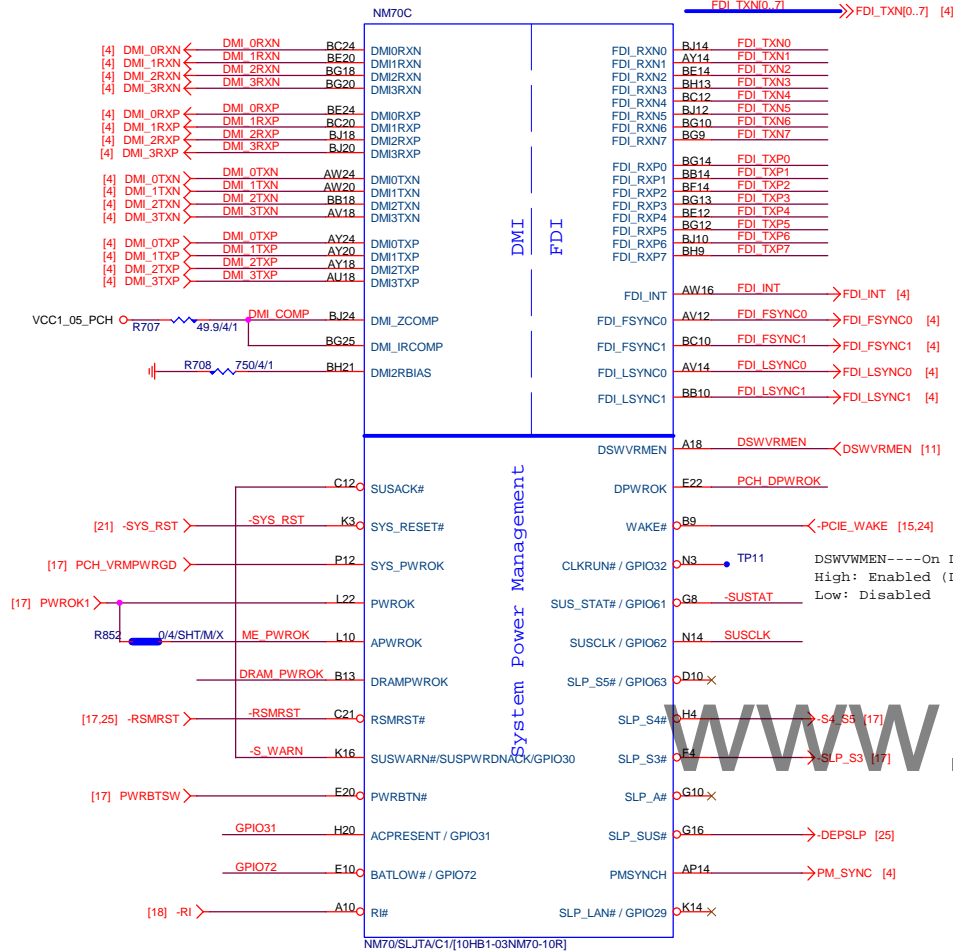 NM70C
FDI_TXN[0..7]
FDI_TXN[0..7] [4]
[4] DMI_0RXN DMI_0RXN BC24 DMI0RXN
[4] DMI_1RXN DMI_1RXN BE20 DMI1RXN
[4] DMI_2RXN DMI_2RXN BG18 DMI2RXN
[4] DMI_3RXN DMI_3RXN BG20 DMI3RXN
[4] DMI_0RXP DMI_0RXP BE24 DMI0RXP
[4] DMI_1RXP DMI_1RXP BC20 DMI1RXP
[4] DMI_2RXP DMI_2RXP BJ18 DMI2RXP
[4] DMI_3RXP DMI_3RXP BJ20 DMI3RXP
[4] DMI_0TXN DMI_0TXN AW24 DMI0TXN
[4] DMI_1TXN DMI_1TXN AW20 DMI1TXN
[4] DMI_2TXN DMI_2TXN BB18 DMI2TXN
[4] DMI_3TXN DMI_3TXN AV18 DMI3TXN
[4] DMI_0TXP DMI_0TXP AY24 DMI0TXP
[4] DMI_1TXP DMI_1TXP AY20 DMI1TXP
[4] DMI_2TXP DMI_2TXP AY18 DMI2TXP
[4] DMI_3TXP DMI_3TXP AU18 DMI3TXP
VCC1_05_PCH R707 49.9/4/1 DMI_COMP BJ24 DMI_ZCOMP
BG25 DMI_IRCOMP
R708 750/4/1 BH21 DMI2RBIAS
DMI
FDI
FDI_RXN0 BJ14 FDI_TXN0
FDI_RXN1 AY14 FDI_TXN1
FDI_RXN2 BE14 FDI_TXN2
FDI_RXN3 BH13 FDI_TXN3
FDI_RXN4 BC12 FDI_TXN4
FDI_RXN5 BJ12 FDI_TXN5
FDI_RXN6 BG10 FDI_TXN6
FDI_RXN7 BG9 FDI_TXN7
FDI_RXP0 BG14 FDI_TXP0
FDI_RXP1 BB14 FDI_TXP1
FDI_RXP2 BF14 FDI_TXP2
FDI_RXP3 BG13 FDI_TXP3
FDI_RXP4 BE12 FDI_TXP4
FDI_RXP5 BG12 FDI_TXP5
FDI_RXP6 BJ10 FDI_TXP6
FDI_RXP7 BH9 FDI_TXP7
FDI_INT AW16 FDI_INT FDI_INT [4]
FDI_FSYNC0 AV12 FDI_FSYNC0 FDI_FSYNC0 [4]
FDI_FSYNC1 BC10 FDI_FSYNC1 FDI_FSYNC1 [4]
FDI_LSYNC0 AV14 FDI_LSYNC0 FDI_LSYNC0 [4]
FDI_LSYNC1 BB10 FDI_LSYNC1 FDI_LSYNC1 [4]
C12 SUSACK#
[21] -SYS_RST -SYS_RST K3 SYS_RESET#
[17] PCH_VRMPWRGD P12 SYS_PWROK
[17] PWROK1 L22 PWROK
R852 0/4/SHT/M/X ME_PWROK L10 APWROK
DRAM_PWROK B13 DRAMPWROK
[17,25] -RSMRST -RSMRST C21 RSMRST#
-S_WARN K16 SUSWARN#/SUSPWRDNACK/GPIO30
[17] PWRBTSW E20 PWRBTN#
GPIO31 H20 ACPRESENT / GPIO31
GPIO72 E10 BATLOW# / GPIO72
[18] -RI A10 RI#
System Power Management
DSWVRMEN A18 DSWVRMEN DSWVRMEN [11]
DPWROK E22 PCH_DPWROK
WAKE# B9 -PCIE_WAKE [15,24]
CLKRUN# / GPIO32 N3 TP11
DSWVWMEN----On
High: Enabled
Low: Disabled
SUS_STAT# / GPIO61 G8 -SUSTAT
SUSCLK / GPIO62 N14 SUSCLK
SLP_S5# / GPIO63 D10
SLP_S4# H4 -S4_S5 [17]
SLP_S3# F4 -SLP_S3 [17]
SLP_A# G10
SLP_SUS# G16 -DEPSLP [25]
PMSYNCH AP14 PM_SYNC [4]
SLP_LAN# / GPIO29 K14
www
NM70/SLJTA/C1/[10HB1-03NM70-10R]